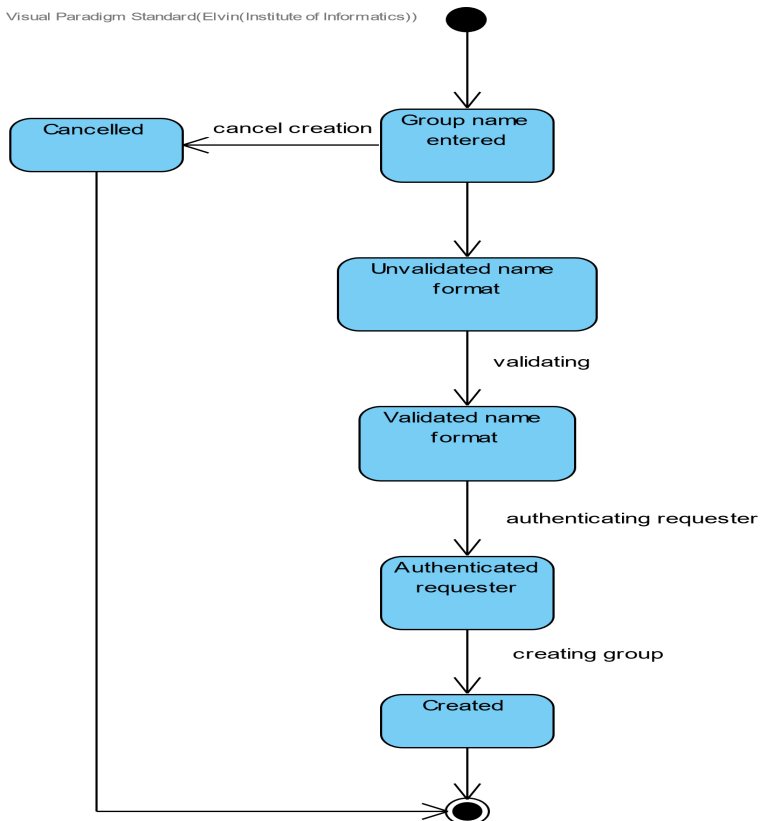 Visual Paradigm Standard(Elvin(Institute of Informatics))
Cancelled
cancel creation
Group name
entered
Unvalidated name
format
validating
Validated name
format
authenticating requester
Authenticated
requester
creating group
Created